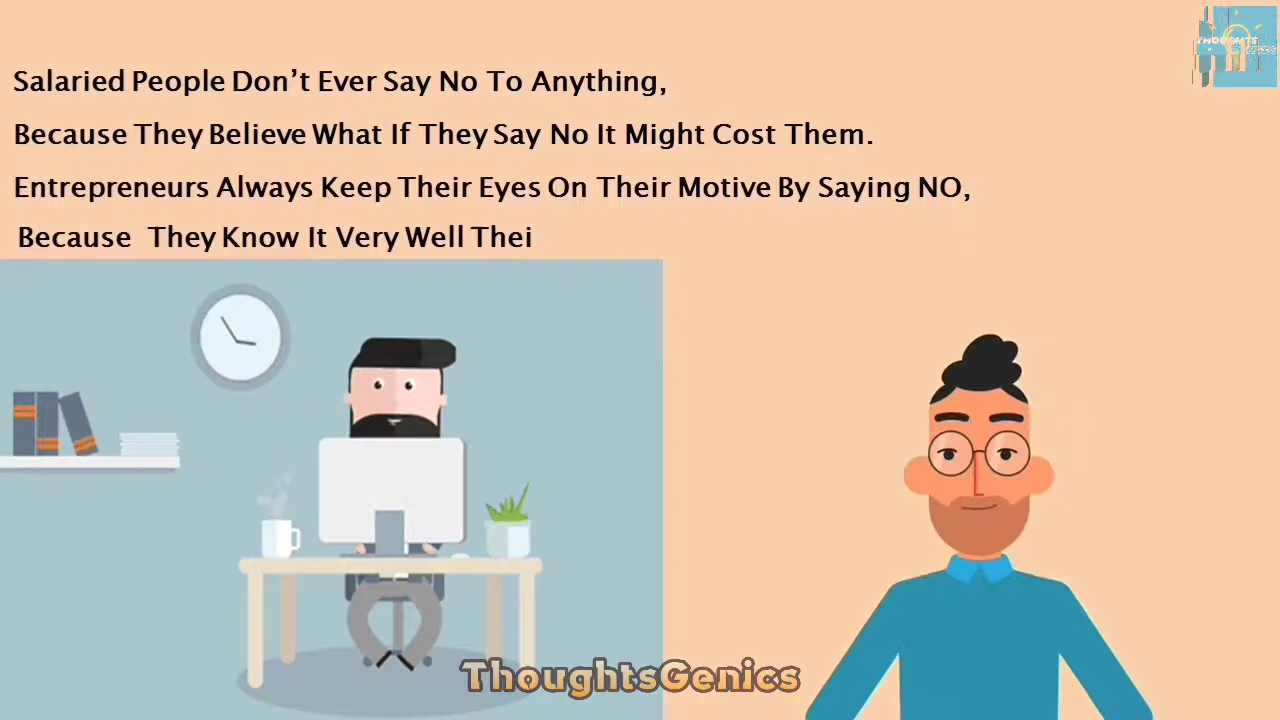 Salaried People Don’t Ever Say No To Anything,
Because They Believe What If They Say No It Might Cost Them.
Entrepreneurs Always Keep Their Eyes On Their Motive By Saying NO,
Because They Know It Very Well Thei
ThoughtsGenics